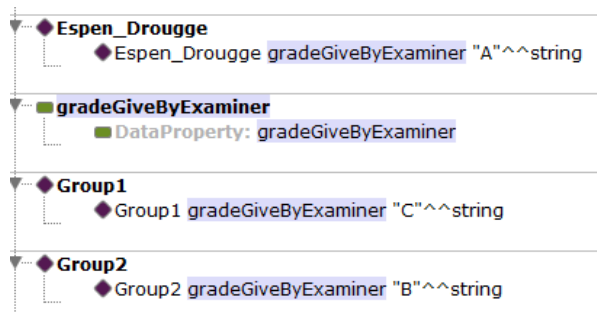 Espen_Drougge
Espen_Drougge gradeGiveByExaminer "A"^^string
gradeGiveByExaminer
DataProperty: gradeGiveByExaminer
Group1
Group1 gradeGiveByExaminer "C"^^string
Group2
Group2 gradeGiveByExaminer "B"^^string